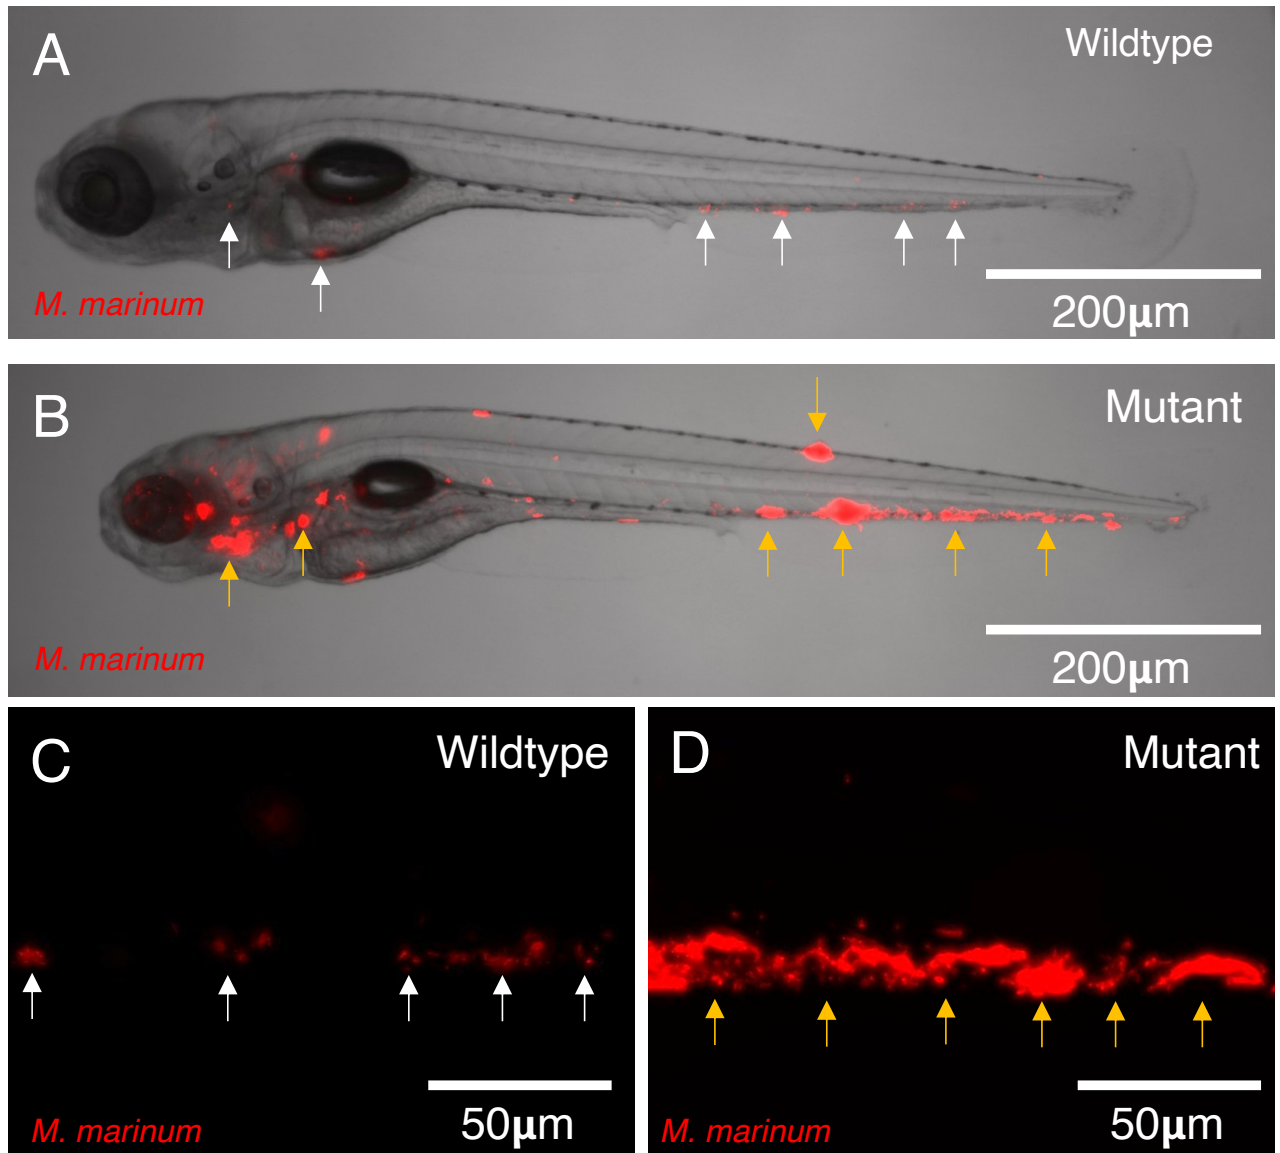 A
Wildtype
M. marinum
200μm
B
Mutant
M. marinum
200μm
C
Wildtype
M. marinum
50μm
D
Mutant
M. marinum
50μm